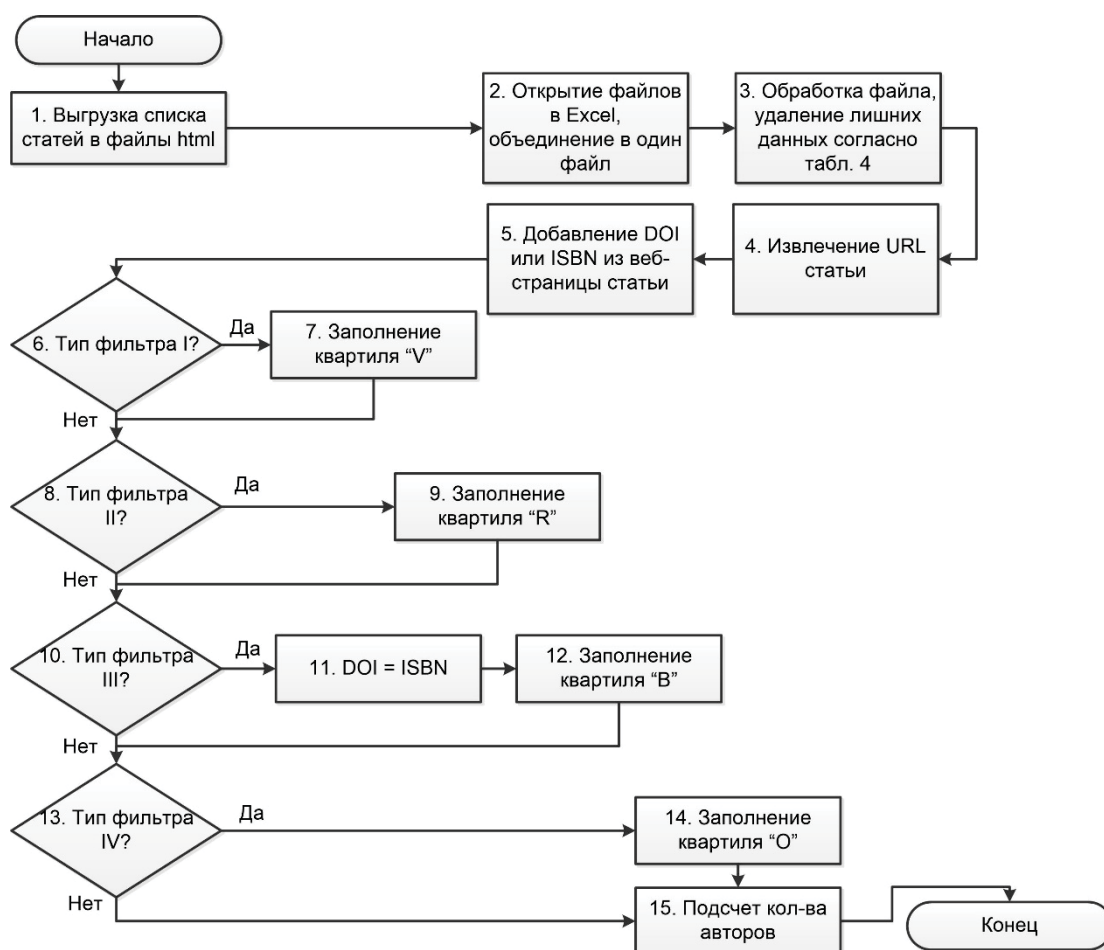 Начало
1. Выгрузка списка
статей в файлы html
2. Открытие файлов
в Excel,
объединение в один
файл
3. Обработка файла,
удаление лишних
данных согласно
табл. 4
4. Извлечение URL
статьи
5. Добавление DOI
или ISBN из веб-
страницы статьи
6. Тип фильтра I?
Да
7. Заполнение
квартиля “V”
Нет
8. Тип фильтра
II?
Да
9. Заполнение
квартиля “R”
Нет
10. Тип фильтра
III?
Да
11. DOI = ISBN
12. Заполнение
квартиля “B”
Нет
13. Тип фильтра
IV?
Да
14. Заполнение
квартиля “O”
Нет
15. Подсчет кол-ва
авторов
Конец